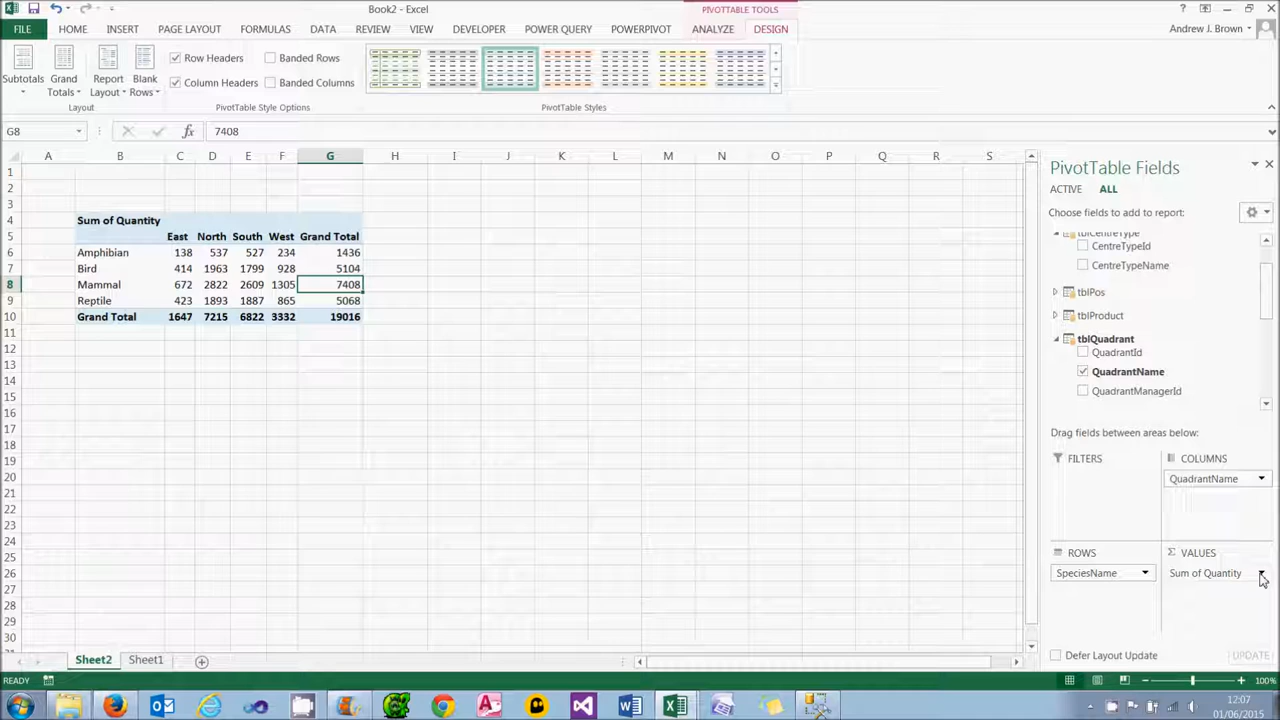 Book2 - Excel
PIVOTTABLE TOOLS
FILE HOME INSERT PAGE LAYOUT FORMULAS DATA REVIEW VIEW DEVELOPER POWER QUERY POWERPIVOT ANALYZE DESIGN
Andrew J. Brown
Subtotals
Grand Totals
Report Layout
Blank Rows
Row Headers
Banded Rows
Column Headers
Banded Columns
Layout
PivotTable Style Options
PivotTable Styles
G8 fx 7408
A B C D E F G H I J K L M N O P Q R S
1
2
3
4 Sum of Quantity
5 East North South West Grand Total
6 Amphibian 138 537 527 234 1436
7 Bird 414 1963 1799 928 5104
8 Mammal 672 2822 2609 1305 7408
9 Reptile 423 1893 1887 865 5068
10 Grand Total 1647 7215 6822 3332 19016
11
12
13
14
15
16
17
18
19
20
21
22
23
24
25
26
27
28
29
30
PivotTable Fields
ACTIVE ALL
Choose fields to add to report:
tblCentreType
CentreTypeId
CentreTypeName
tblPos
tblProduct
tblQuadrant
QuadrantId
QuadrantName
QuadrantManagerId
Drag fields between areas below:
FILTERS
COLUMNS
QuadrantName
ROWS
SpeciesName
Σ VALUES
Sum of Quantity
Defer Layout Update
UPDATE
Sheet2 Sheet1
READY
100%
12:07
01/06/2015